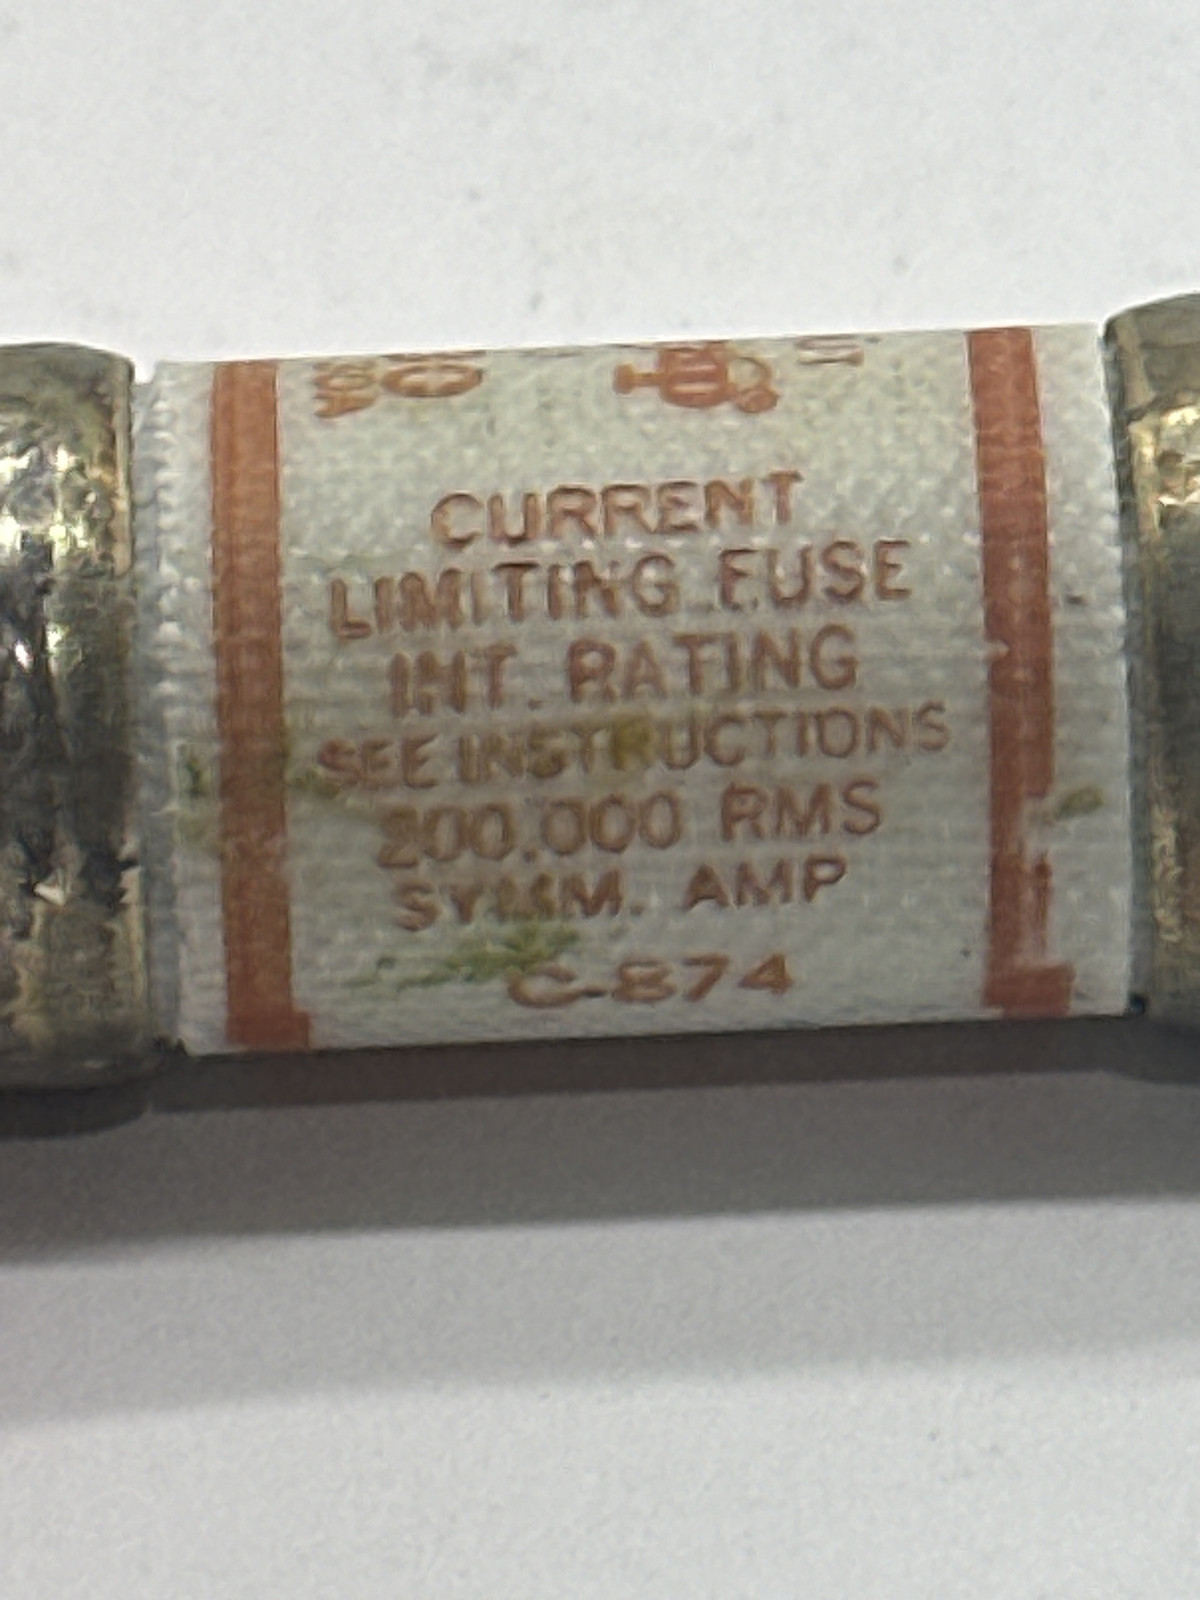 CURRENT
LIMITING FUSE
INT. RATING
SEE INSTRUCTIONS
200.000 RMS
SYMM. AMP
C-874